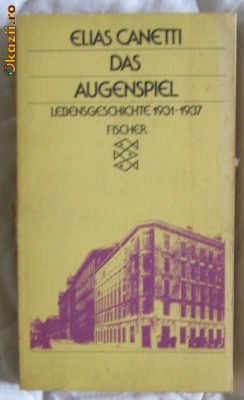 Okazii.ro
ELIAS CANETTI
DAS
AUGENSPIEL
LEBENSGESCHICHTE 1931-1937
FISCHER